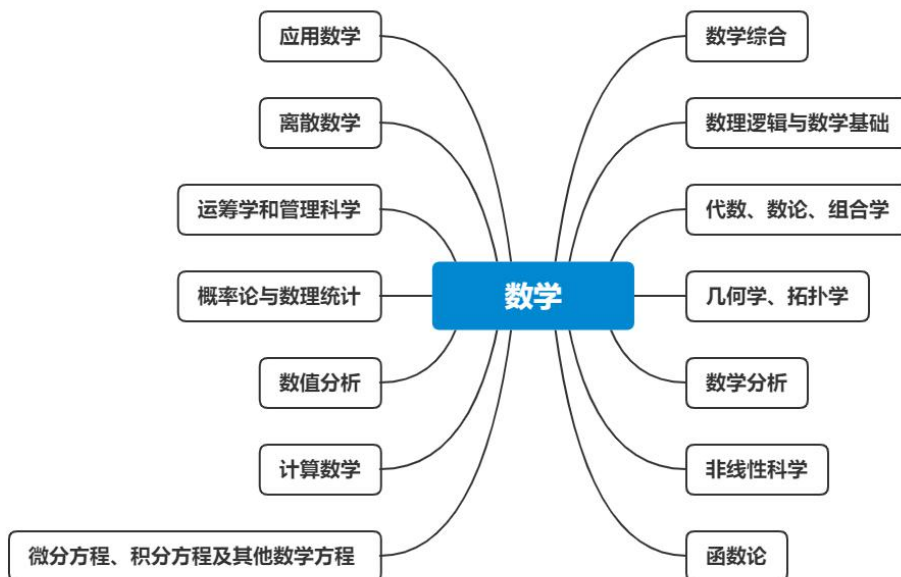 应用数学
离散数学
运筹学和管理科学
概率论与数理统计
数值分析
计算数学
微分方程、积分方程及其他数学方程
数学
数学综合
数理逻辑与数学基础
代数、数论、组合学
几何学、拓扑学
数学分析
非线性科学
函数论